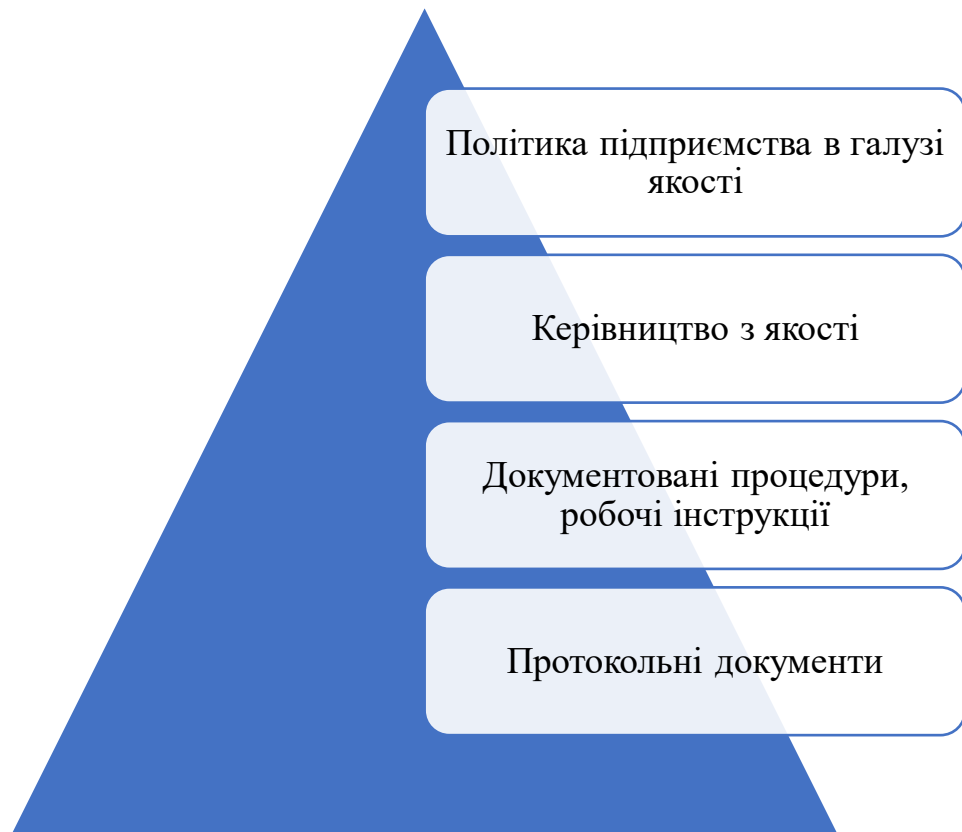 Політика підприємства в галузі
якості
Керівництво з якості
Документовані процедури,
робочі інструкції
Протокольні документи